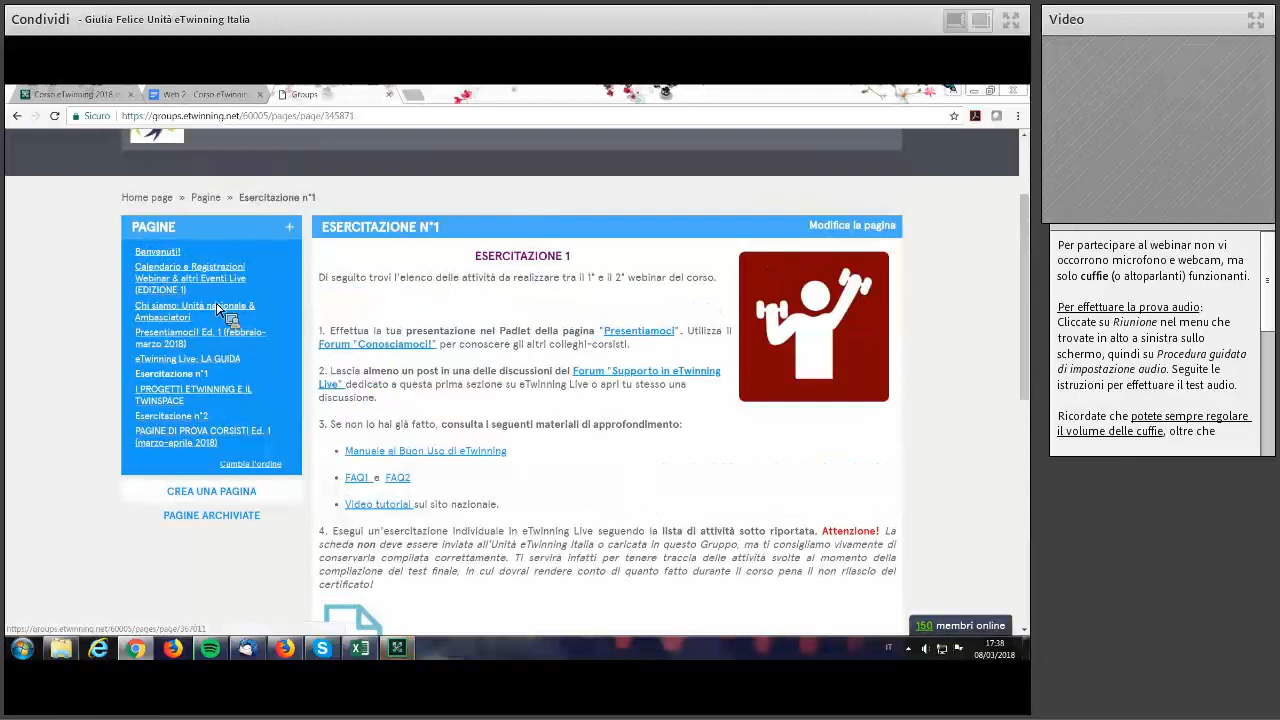 Condividi - Giulia Felice Unità eTwinning Italia
Video
Corso eTwinning 2018
Web 2 - Corso eTwinnin
Groups
Sicuro https://groups.etwinning.net/60005/pages/page/345871
Home page » Pagine » Esercitazione n°1
PAGINE +
Benvenuti!
Calendario e Registrazioni
Webinar & altri Eventi Live
(EDIZIONE 1)
Chi siamo: Unità nazionale &
Ambasciatori
Presentiamoci! Ed. 1 (febbraio-
marzo 2018)
eTwinning Live: LA GUIDA
Esercitazione n°1
I PROGETTI ETWINNING E IL
TWINSPACE
Esercitazione n°2
PAGINE DI PROVA CORSISTI Ed. 1
(marzo-aprile 2018)
Cambia l'ordine
CREA UNA PAGINA
PAGINE ARCHIVIATE
ESERCITAZIONE N°1
Modifica la pagina
ESERCITAZIONE 1
Di seguito trovi l'elenco delle attività da realizzare tra il 1° e il 2° webinar del corso.
1. Effettua la tua presentazione nel Padlet della pagina "Presentiamoci". Utilizza il
Forum "Conosciamoci!" per conoscere gli altri colleghi-corsisti.
2. Lascia almeno un post in una delle discussioni del Forum "Supporto in eTwinning
Live" dedicato a questa prima sezione su eTwinning Live o apri tu stesso una
discussione.
3. Se non lo hai già fatto, consulta i seguenti materiali di approfondimento:
Manuale al Buon Uso di eTwinning
FAQ1 e FAQ2
Video tutorial sul sito nazionale.
4. Esegui un'esercitazione individuale in eTwinning Live seguendo la lista di attività sotto riportata. Attenzione! La
scheda non deve essere inviata all'Unità eTwinning Italia o caricata in questo Gruppo, ma ti consigliamo vivamente di
conservarla compilata correttamente. Ti servirà infatti per tenere traccia delle attività svolte al momento della
compilazione del test finale, in cui dovrai rendere conto di quanto fatto durante il corso pena il non rilascio del
certificato!
https://groups.etwinning.net/60005/pages/page/367011
150 membri online
IT
17:38
08/03/2018
Per partecipare al webinar non vi
occorrono microfono e webcam, ma
solo cuffie (o altoparlanti) funzionanti.
Per effettuare la prova audio:
Cliccate su Riunione nel menu che
trovate in alto a sinistra sullo
schermo, quindi su Procedura guidata
di impostazione audio. Seguite le
istruzioni per effettuare il test audio.
Ricordate che potete sempre regolare
il volume delle cuffie, oltre che